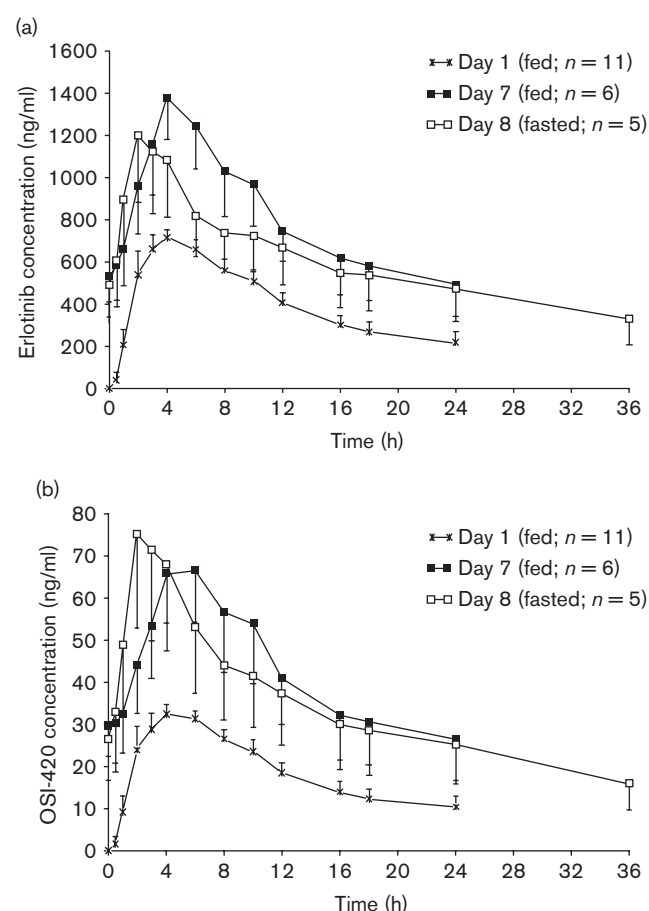 (a)
1600
1400
1200
1000
800
600
400
200
0
Erlotinib concentration (ng/ml)
Day 1 (fed; n = 11)
Day 7 (fed; n = 6)
Day 8 (fasted; n = 5)
0 4 8 12 16 20 24 28 32 36
Time (h)
(b)
80
70
60
50
40
30
20
10
0
OSI-420 concentration (ng/ml)
Day 1 (fed; n = 11)
Day 7 (fed; n = 6)
Day 8 (fasted; n = 5)
0 4 8 12 16 20 24 28 32 36
Time (h)